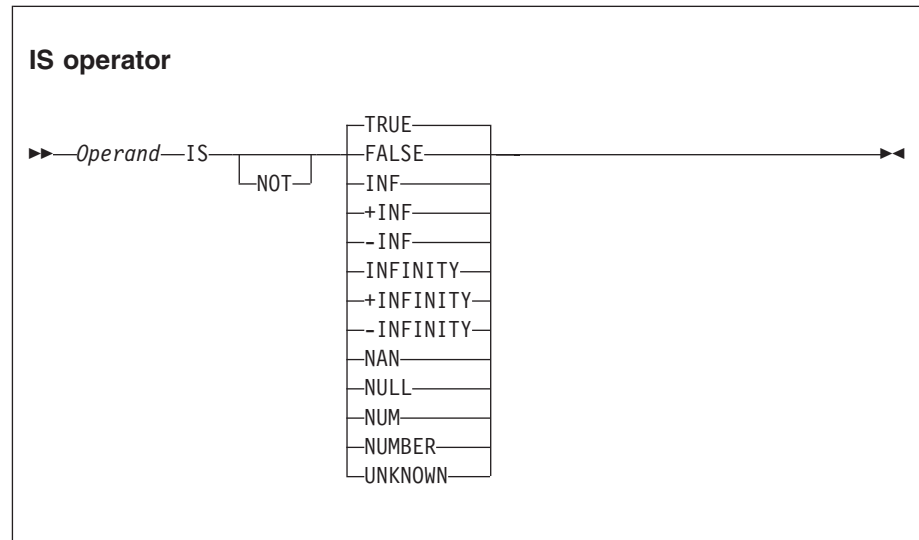 IS operator
TRUE
Operand IS FALSE
NOT INF
+INF
-INF
INFINITY
+INFINITY
-INFINITY
NAN
NULL
NUM
NUMBER
UNKNOWN